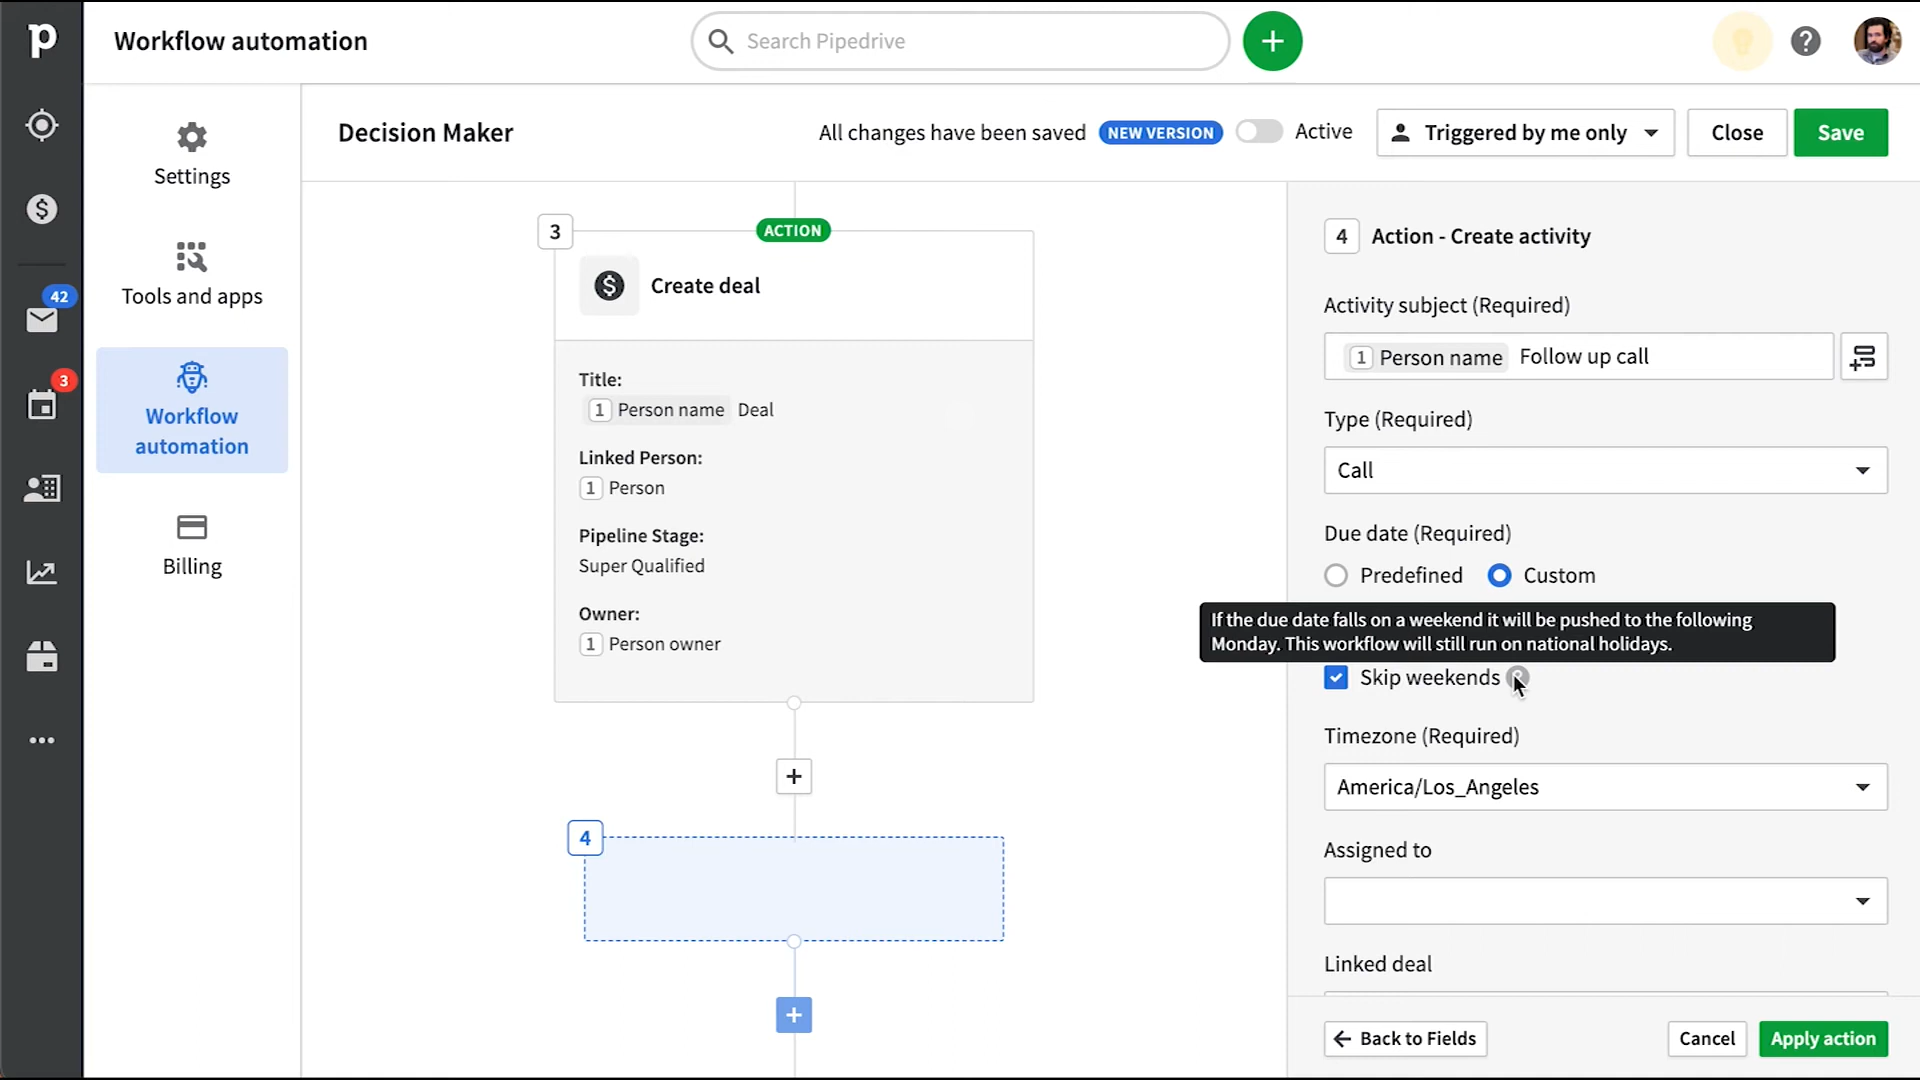 p
Workflow automation
Search Pipedrive
Settings
Tools and apps
Workflow
automation
Billing
42
3
Decision Maker
All changes have been saved
NEW VERSION
Active
Triggered by me only
Close
Save
3
ACTION
Create deal
Title:
1 Person name Deal
Linked Person:
1 Person
Pipeline Stage:
Super Qualified
Owner:
1 Person owner
4
4 Action - Create activity
Activity subject (Required)
1 Person name Follow up call
Type (Required)
Call
Due date (Required)
Predefined
Custom
If the due date falls on a weekend it will be pushed to the following
Monday. This workflow will still run on national holidays.
Skip weekends
Timezone (Required)
America/Los_Angeles
Assigned to
Linked deal
Back to Fields
Cancel
Apply action